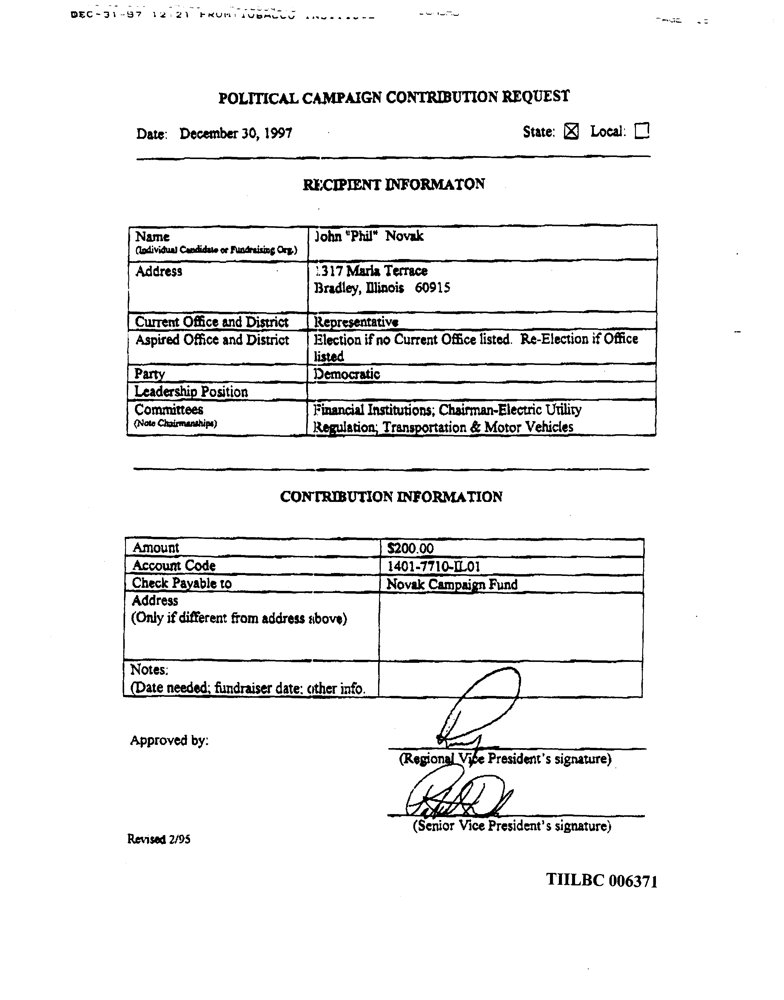 DEC-31-97 12:21 FROM:TOBACCO
POLITICAL CAMPAIGN CONTRIBUTION REQUEST
Date: December 30, 1997 State: ☒ Local: ☐
RECIPIENT INFORMATON
Name John "Phil" Novak
(Individual Candidate or Fundraising Org.)
Address 1317 Marla Terrace
Bradley, Illinois 60915
Current Office and District Representative
Aspired Office and District Election if no Current Office listed. Re-Election if Office
listed
Party Democratic
Leadership Position
Committees Financial Institutions; Chairman-Electric Utility
(Note Chairmanships) Regulation; Transportation & Motor Vehicles
CONTRIBUTION INFORMATION
Amount $200.00
Account Code 1401-7710-IL01
Check Payable to Novak Campaign Fund
Address
(Only if different from address above)
Notes:
(Date needed; fundraiser date; other info.
Approved by:
(Regional Vice President's signature)
(Senior Vice President's signature)
Revised 2/95
TIILBC 006371